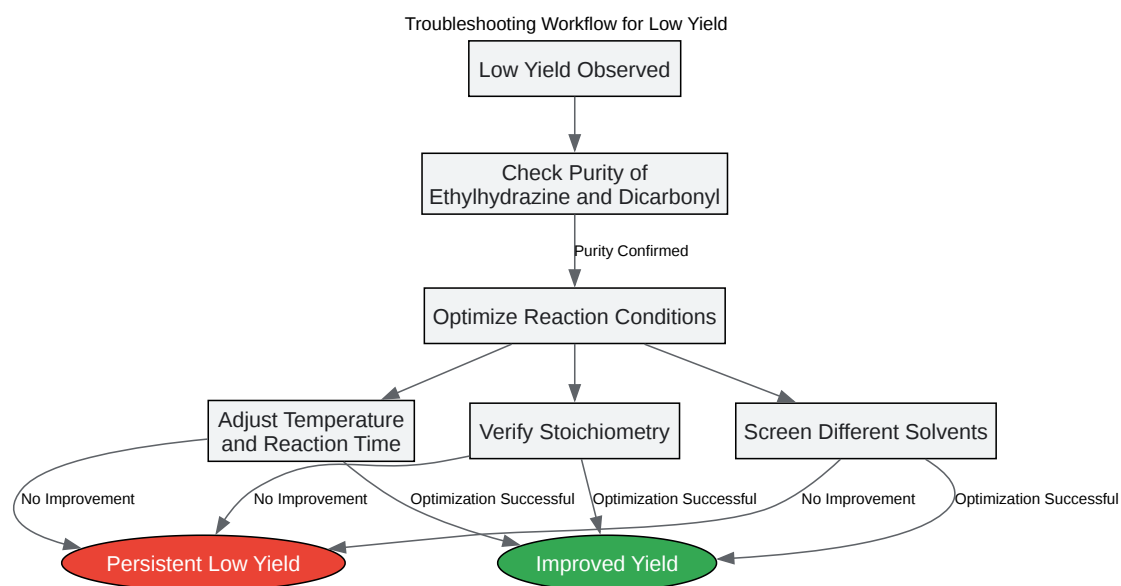 Troubleshooting Workflow for Low Yield
Low Yield Observed
Check Purity of
Ethylhydrazine and Dicarbonyl
Purity Confirmed
Optimize Reaction Conditions
Adjust Temperature
and Reaction Time
Verify Stoichiometry
Screen Different Solvents
No Improvement
No Improvement
Optimization Successful
Optimization Successful
No Improvement
Optimization Successful
Persistent Low Yield
Improved Yield